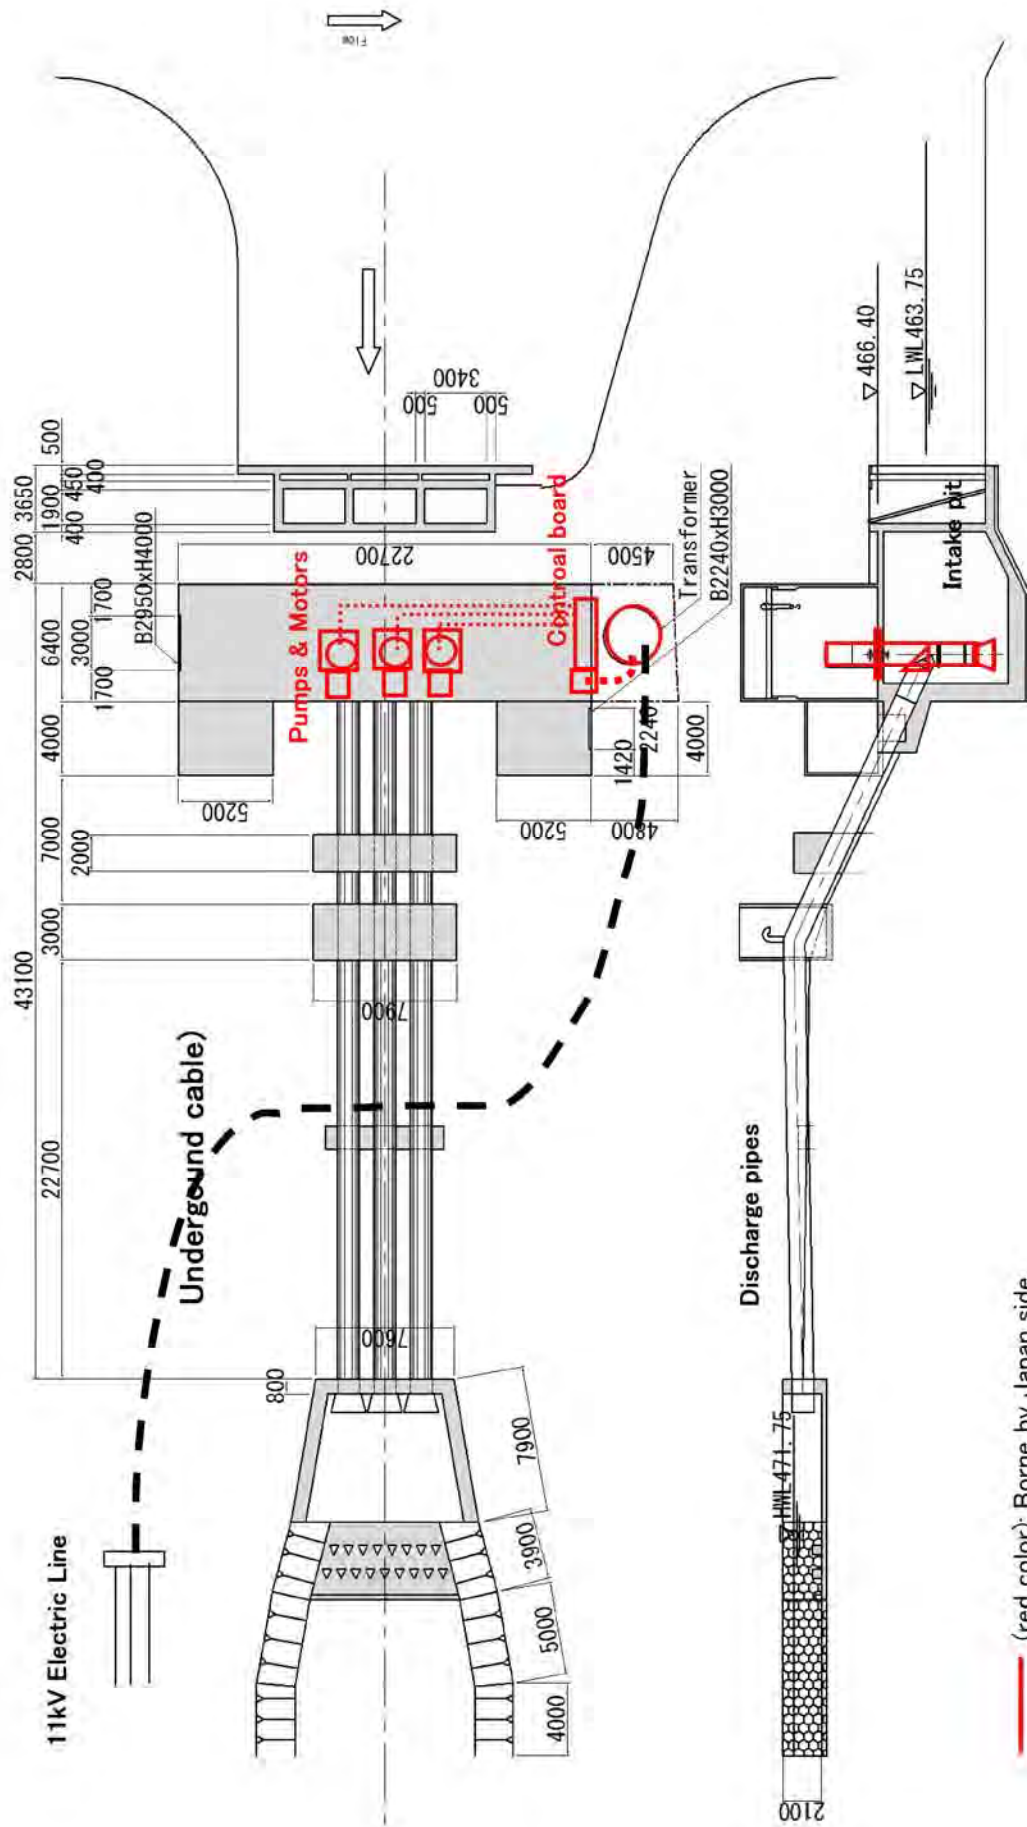 Flow
2800
3650
500
1900
450
400
400
6400
1700
3000
1700
B2950xH4000
22700
4500
500
500
3400
Pumps & Motors
Controal board
Transformer
B2240xH3000
4000
5200
5200
4800
1420
2240
4000
43100
7000
2000
3000
7900
22700
Undergound cable)
7600
800
7900
3900
5000
4000
11kV Electric Line
▽466.40
▽LWL463.75
Intake pit
Discharge pipes
▽HWL471.75
2100
(red color): Borne by Japan side